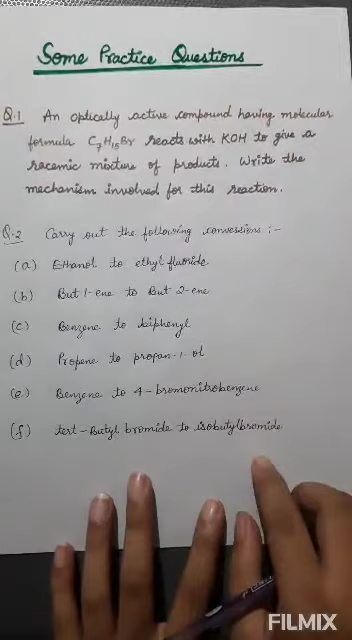 Some Practice Questions
Q.1 An optically active compound having molecular
formula C₇H₁₅Br reacts with KOH to give a
racemic mixture of products. Write the
mechanism involved for this reaction.
Q.2 Carry out the following conversions :-
(a) Ethanol to ethyl fluoride
(b) But 1-ene to But 2-ene
(c) Benzene to biphenyl
(d) Propene to propan-1-ol
(e) Benzene to 4-bromonitrobenzene
(f) tert-Butyl bromide to isobutylbromide
FILMIX